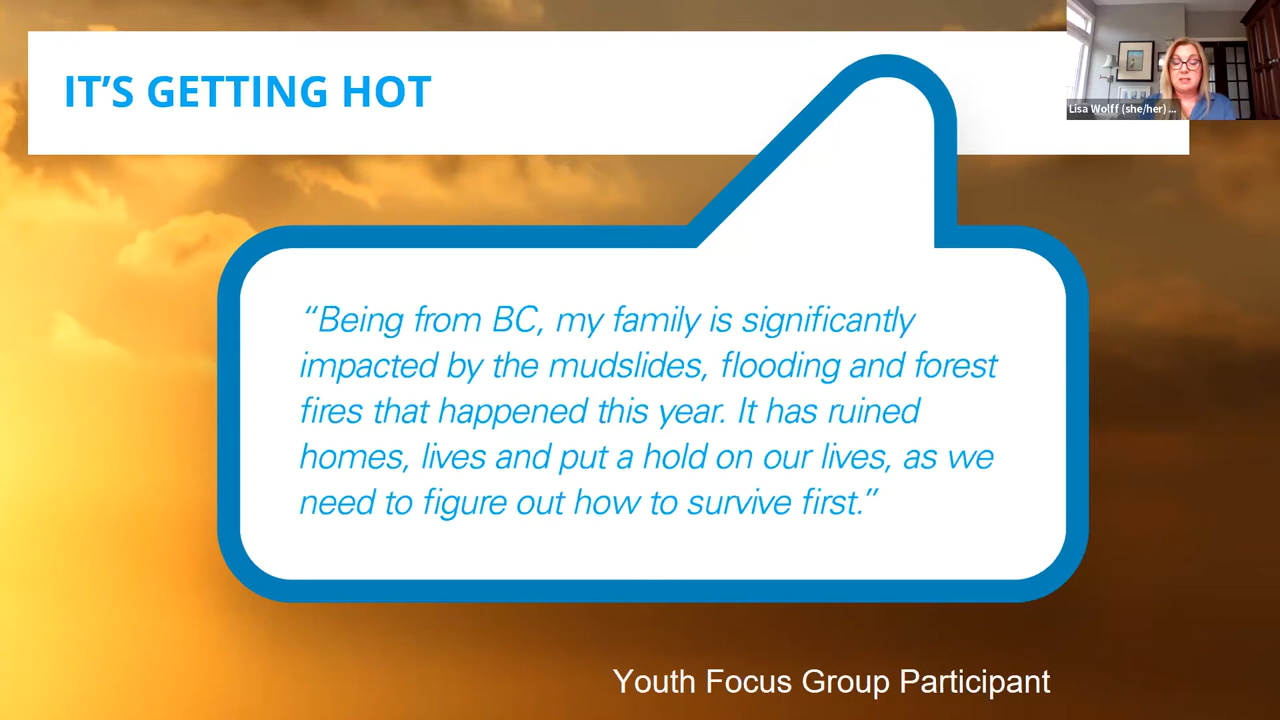 IT’S GETTING HOT
Lisa Wolff (she/her) ...
“Being from BC, my family is significantly
impacted by the mudslides, flooding and forest
fires that happened this year. It has ruined
homes, lives and put a hold on our lives, as we
need to figure out how to survive first.”
Youth Focus Group Participant